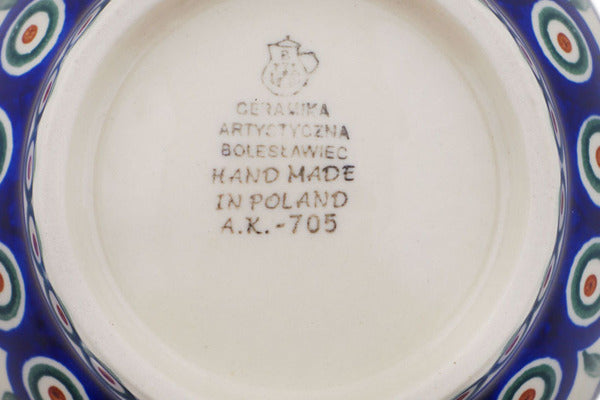 CERAMIKA
ARTYSTYCZNA
BOLESŁAWIEC
HAND MADE
IN POLAND
A.K.-705